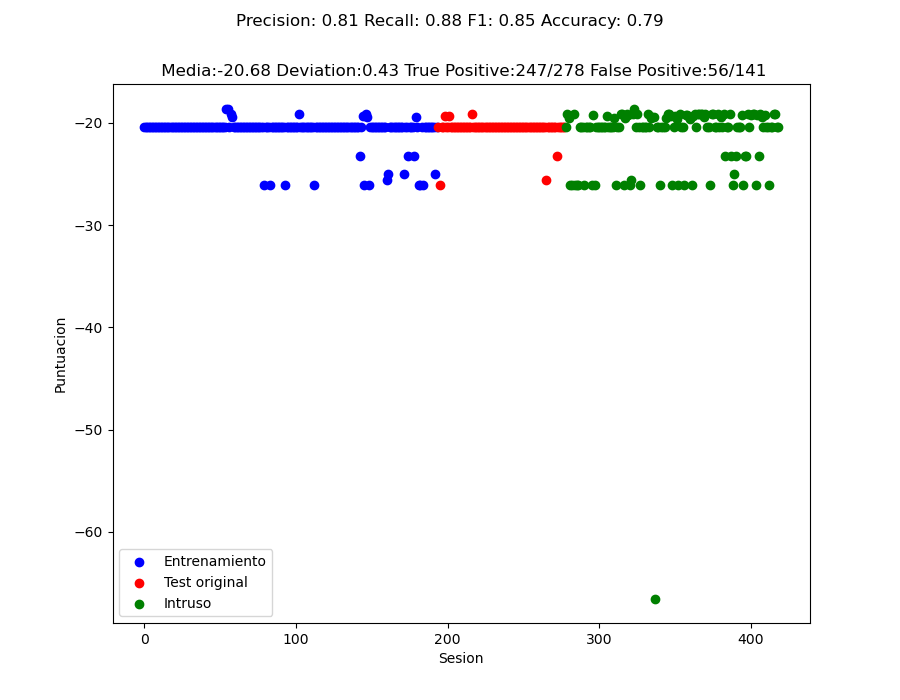 Precision: 0.81 Recall: 0.88 F1: 0.85 Accuracy: 0.79
Media:-20.68 Deviation:0.43 True Positive:247/278 False Positive:56/141
−20
−30
−40
−50
−60
Puntuacion
Entrenamiento
Test original
Intruso
0 100 200 300 400
Sesion